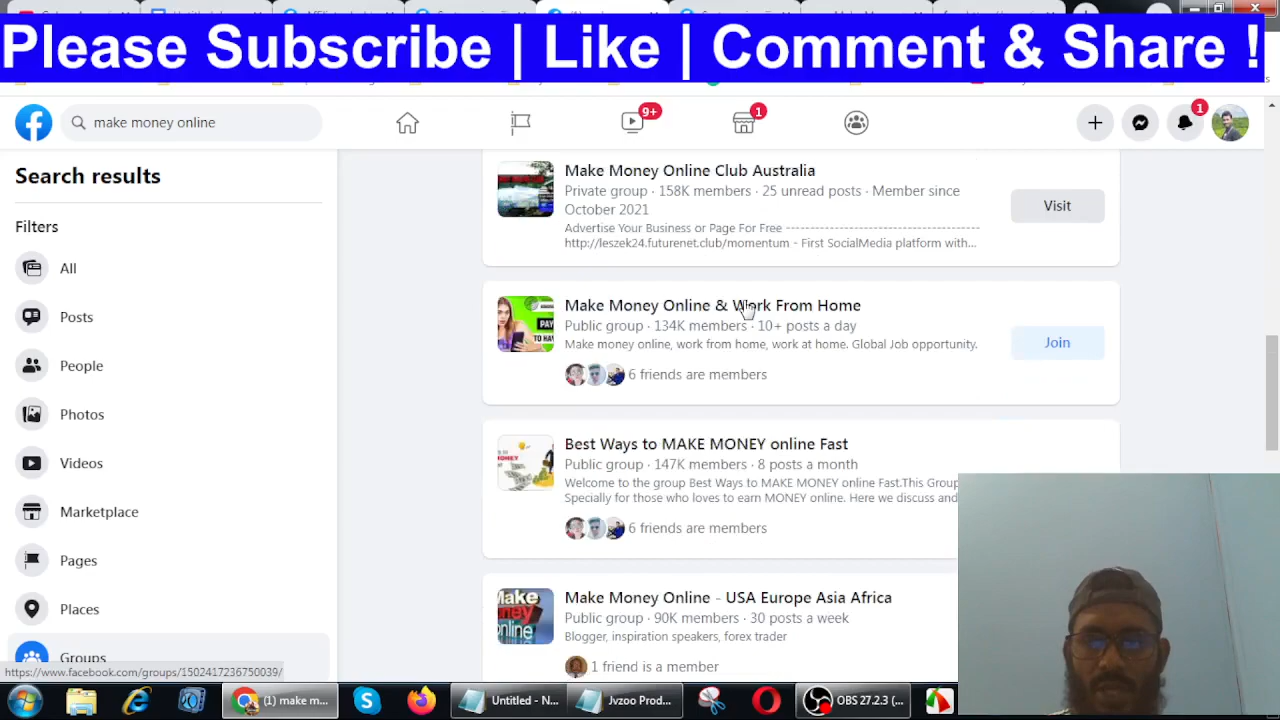 Please Subscribe | Like | Comment & Share !
make money online
9+
1
1
Search results
Filters
All
Posts
People
Photos
Videos
Marketplace
Pages
Places
Groups
Make Money Online Club Australia
Private group · 158K members · 25 unread posts · Member since
October 2021
Advertise Your Business or Page For Free ----------------------------------------
http://leszek24.futurenet.club/momentum - First SocialMedia platform with...
Visit
Make Money Online & Work From Home
Public group · 134K members · 10+ posts a day
Make money online, work from home, work at home. Global Job opportunity.
6 friends are members
Join
Best Ways to MAKE MONEY online Fast
Public group · 147K members · 8 posts a month
Welcome to the group Best Ways to MAKE MONEY online Fast.This Group
Specially for those who loves to earn MONEY online. Here we discuss and
6 friends are members
Make Money Online - USA Europe Asia Africa
Public group · 90K members · 30 posts a week
Blogger, inspiration speakers, forex trader
1 friend is a member
https://www.facebook.com/groups/1502417236750039/
(1) make m...
Untitled - N...
Jvzoo Prod...
OBS 27.2.3 (...